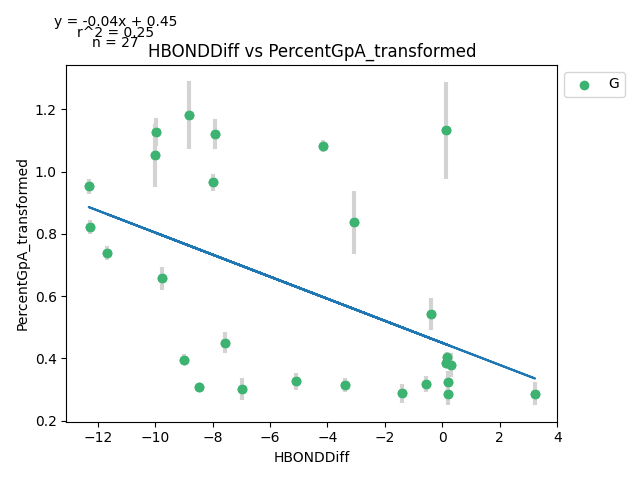 y = -0.04x + 0.45
r^2 = 0.25
n = 27
HBONDDiff vs PercentGpA_transformed
G
1.2
1.0
0.8
0.6
0.4
0.2
PercentGpA_transformed
−12 −10 −8 −6 −4 −2 0 2 4
HBONDDiff